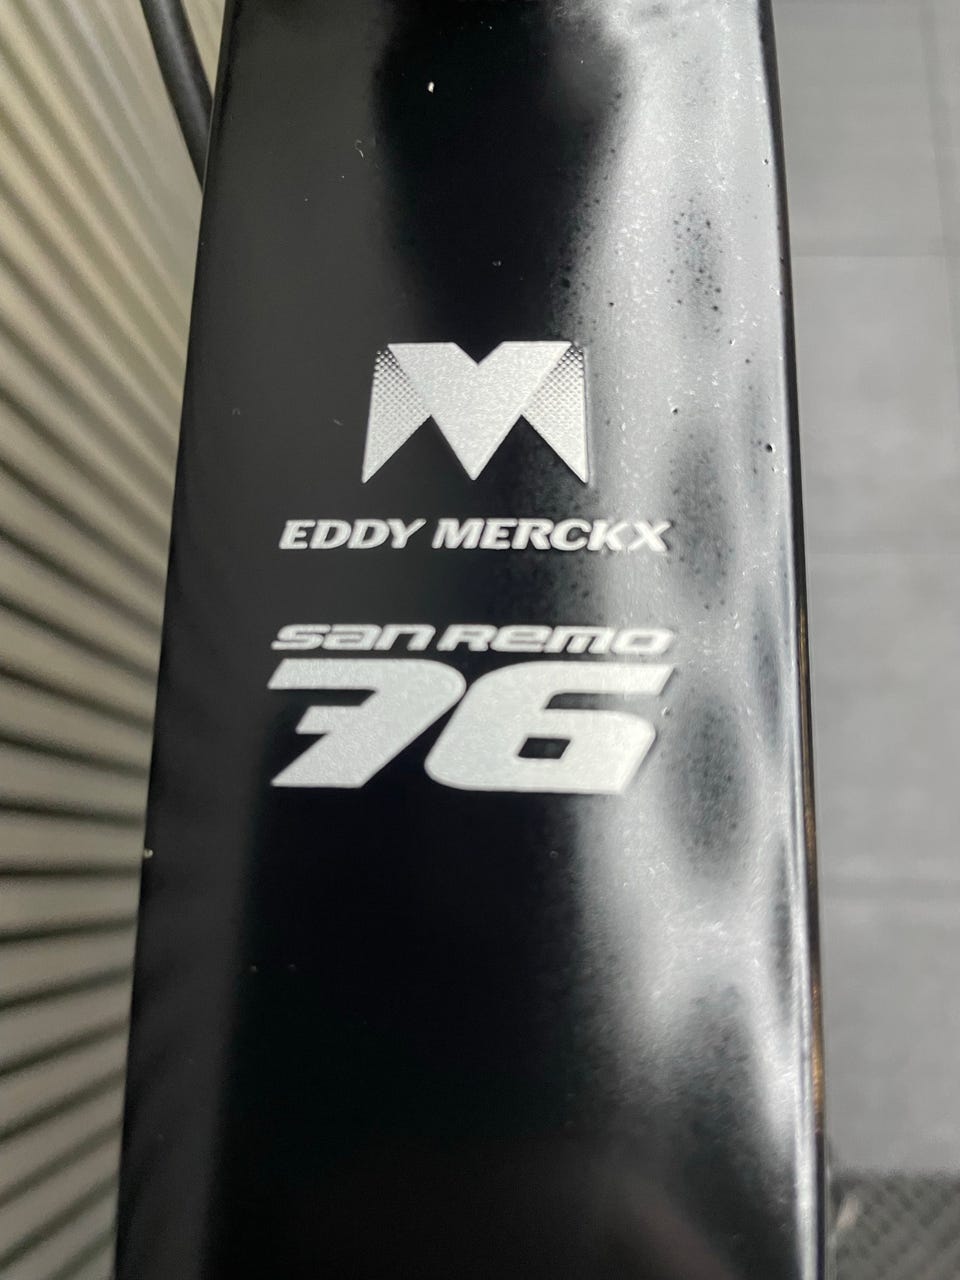 EDDY MERCKX
san remo
76